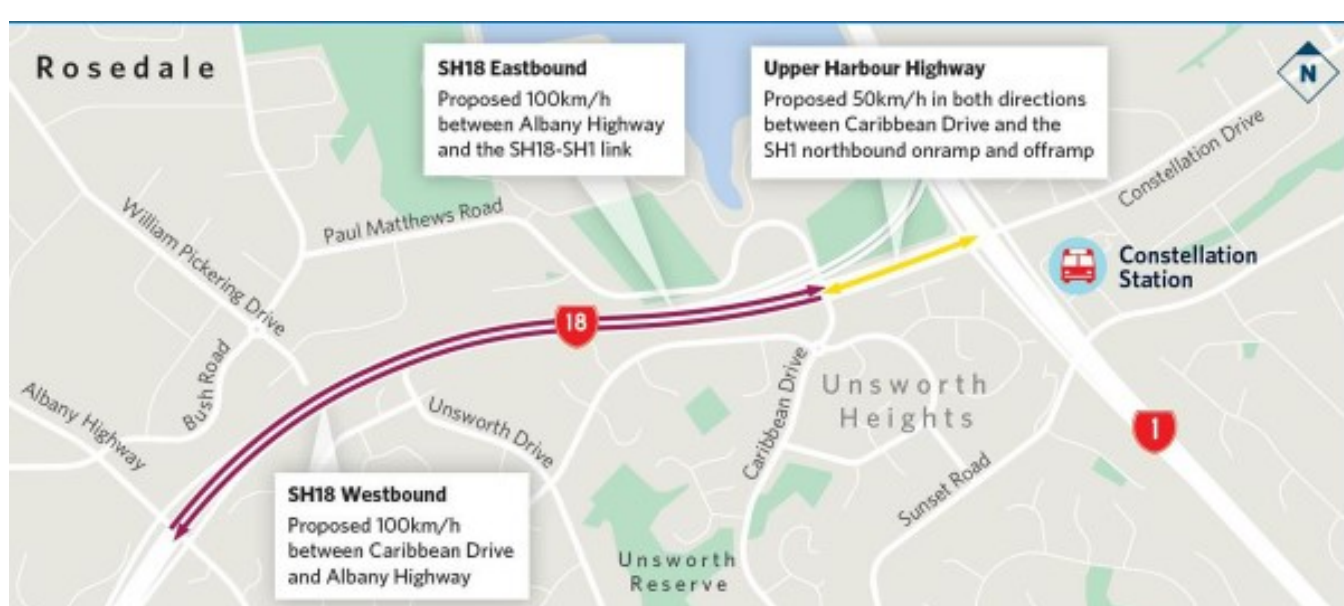 Rosedale
SH18 Eastbound
Proposed 100km/h
between Albany Highway
and the SH18-SH1 link
Upper Harbour Highway
Proposed 50km/h in both directions
between Caribbean Drive and the
SH1 northbound onramp and offramp
N
Constellation Drive
William Pickering Drive
Paul Matthews Road
Constellation
Station
18
Bush Road
Albany Highway
Unsworth Drive
Caribbean Drive
Unsworth
Heights
1
Sunset Road
SH18 Westbound
Proposed 100km/h
between Caribbean Drive
and Albany Highway
Unsworth
Reserve